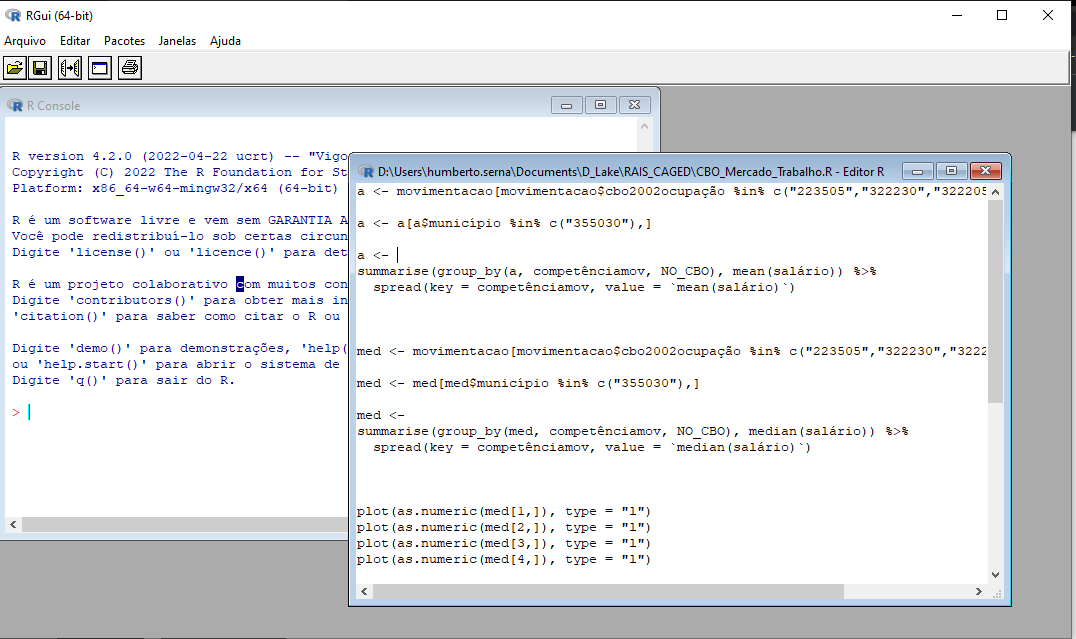 RGui (64-bit)
Arquivo Editar Pacotes Janelas Ajuda
R Console
R version 4.2.0 (2022-04-22 ucrt) -- "Vigo
Copyright (C) 2022 The R Foundation for St
Platform: x86_64-w64-mingw32/x64 (64-bit)
R é um software livre e vem sem GARANTIA A
Você pode redistribuí-lo sob certas circun
Digite 'license()' ou 'licence()' para det
R é um projeto colaborativo com muitos con
Digite 'contributors()' para obter mais in
'citation()' para saber como citar o R ou
Digite 'demo()' para demonstrações, 'help(
ou 'help.start()' para abrir o sistema de
Digite 'q()' para sair do R.
>
D:\Users\humberto.serna\Documents\D_Lake\RAIS_CAGED\CBO_Mercado_Trabalho.R - Editor R
a <- movimentacao[movimentacao$cbo2002ocupação %in% c("223505","322230","322205
a <- a[a$município %in% c("355030"),]
a <-
summarise(group_by(a, competênciamov, NO_CBO), mean(salário)) %>%
spread(key = competênciamov, value = `mean(salário)`)
med <- movimentacao[movimentacao$cbo2002ocupação %in% c("223505","322230","3222
med <- med[med$município %in% c("355030"),]
med <-
summarise(group_by(med, competênciamov, NO_CBO), median(salário)) %>%
spread(key = competênciamov, value = `median(salário)`)
plot(as.numeric(med[1,]), type = "l")
plot(as.numeric(med[2,]), type = "l")
plot(as.numeric(med[3,]), type = "l")
plot(as.numeric(med[4,]), type = "l")